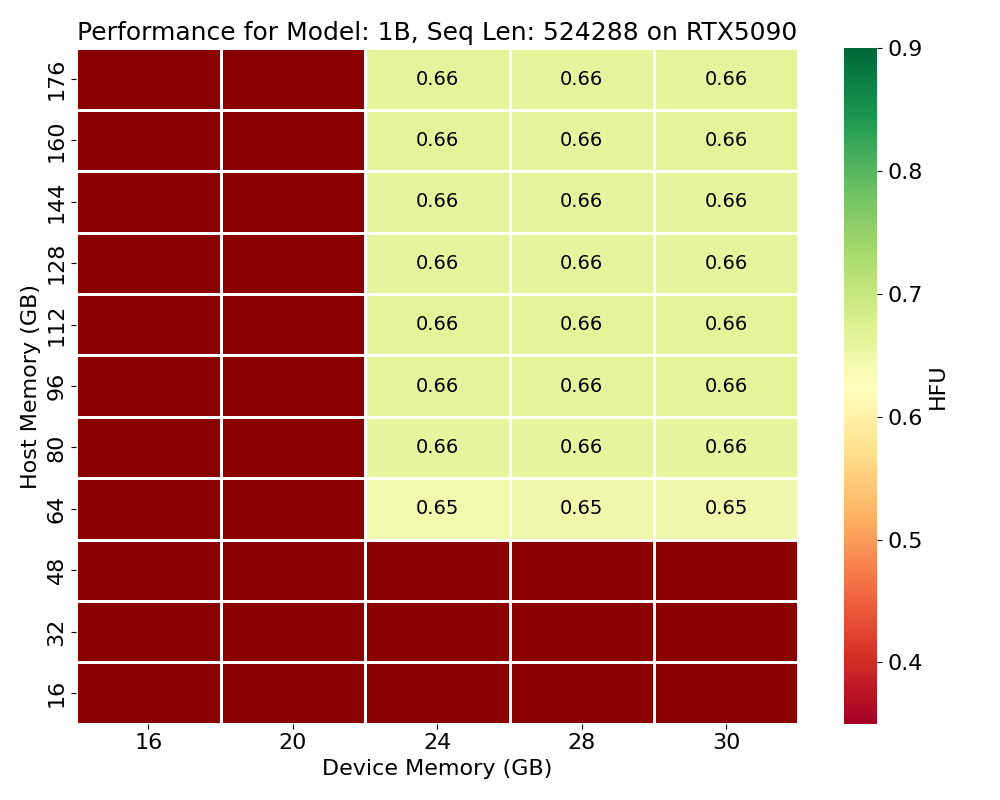 Performance for Model: 1B, Seq Len: 524288 on RTX5090
Host Memory (GB)
176 0.66 0.66 0.66
160 0.66 0.66 0.66
144 0.66 0.66 0.66
128 0.66 0.66 0.66
112 0.66 0.66 0.66
96 0.66 0.66 0.66
80 0.66 0.66 0.66
64 0.65 0.65 0.65
48
32
16
16 20 24 28 30
Device Memory (GB)
0.9
0.8
0.7
0.6
0.5
0.4
HFU